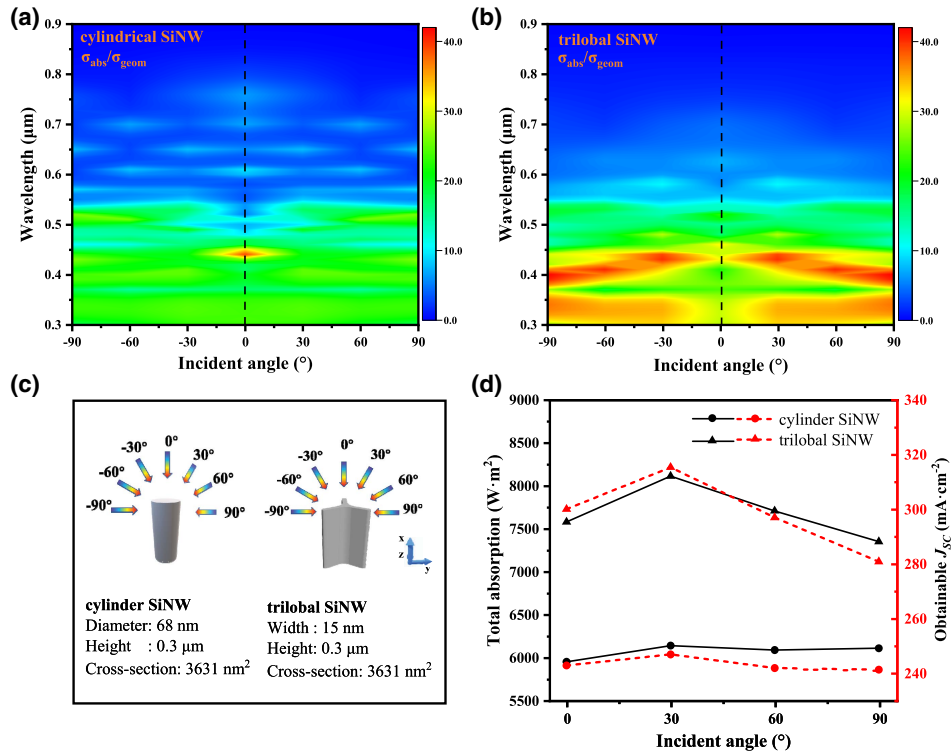 (a)
cylindrical SiNW
σabs/σgeom
0.9
0.8
0.7
0.6
0.5
0.4
0.3
Wavelength (μm)
-90
-60
-30
0
30
60
90
Incident angle (°)
40.0
30.0
20.0
10.0
0.0
(b)
trilobal SiNW
σabs/σgeom
0.9
0.8
0.7
0.6
0.5
0.4
0.3
Wavelength (μm)
-90
-60
-30
0
30
60
90
Incident angle (°)
40.0
30.0
20.0
10.0
0.0
(c)
-90°
-60°
-30°
0°
30°
60°
90°
-90°
-60°
-30°
0°
30°
60°
90°
x
z
y
cylinder SiNW
Diameter: 68 nm
Height : 0.3 μm
Cross-section: 3631 nm²
trilobal SiNW
Width : 15 nm
Height: 0.3 μm
Cross-section: 3631 nm²
(d)
cylinder SiNW
trilobal SiNW
9000
8500
8000
7500
7000
6500
6000
5500
Total absorption (W·m²)
340
320
300
280
260
240
Obtainable JSC (mA·cm⁻²)
0
30
60
90
Incident angle (°)